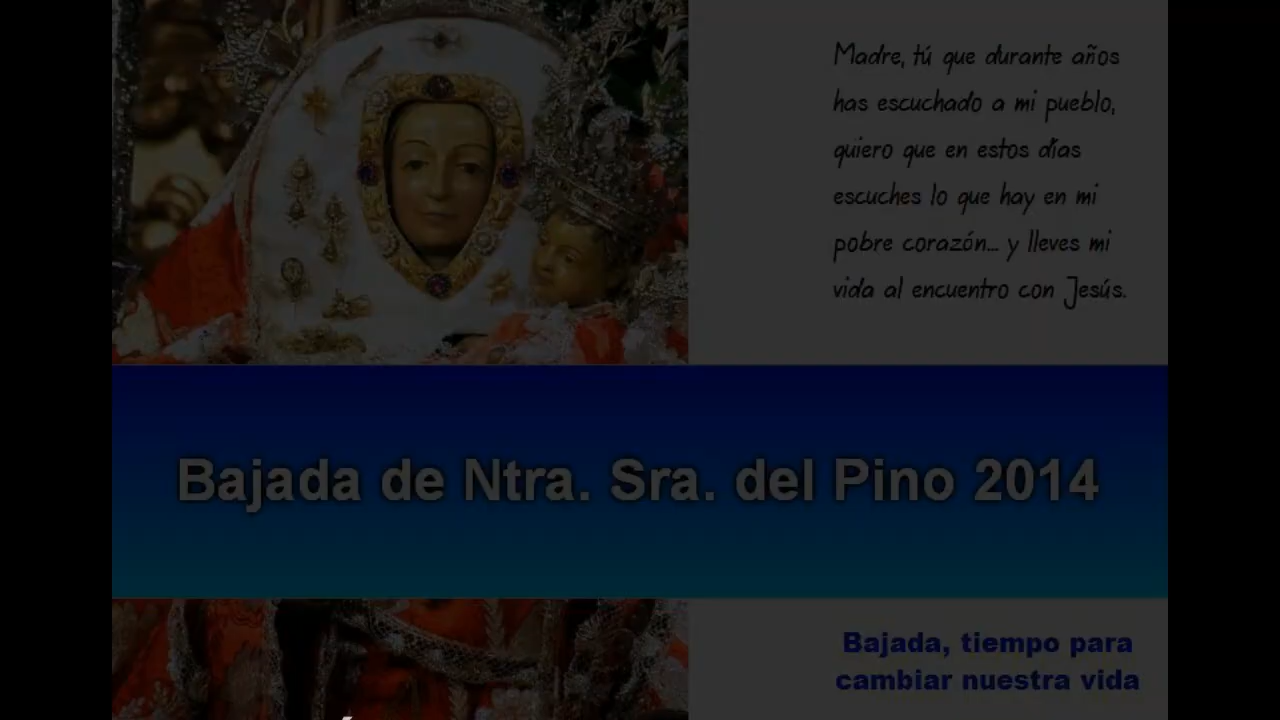 Madre, tú que durante años
has escuchado a mi pueblo,
quiero que en estos días
escuches lo que hay en mi
pobre corazón... y lleves mi
vida al encuentro con Jesús.
Bajada de Ntra. Sra. del Pino 2014
Bajada, tiempo para
cambiar nuestra vida